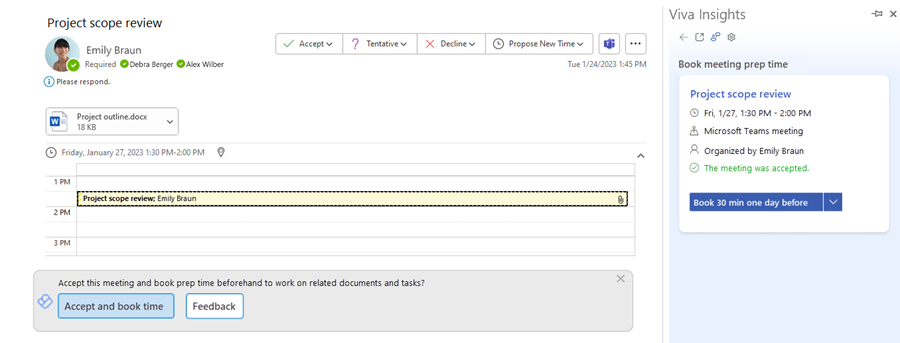 Project scope review
Emily Braun
Required Debra Berger Alex Wilber
Please respond.
Accept
Tentative
Decline
Propose New Time
Tue 1/24/2023 1:45 PM
Project outline.docx
18 KB
Friday, January 27, 2023 1:30 PM-2:00 PM
1 PM
Project scope review; Emily Braun
2 PM
3 PM
Accept this meeting and book prep time beforehand to work on related documents and tasks?
Accept and book time
Feedback
Viva Insights
Book meeting prep time
Project scope review
Fri, 1/27, 1:30 PM - 2:00 PM
Microsoft Teams meeting
Organized by Emily Braun
The meeting was accepted.
Book 30 min one day before